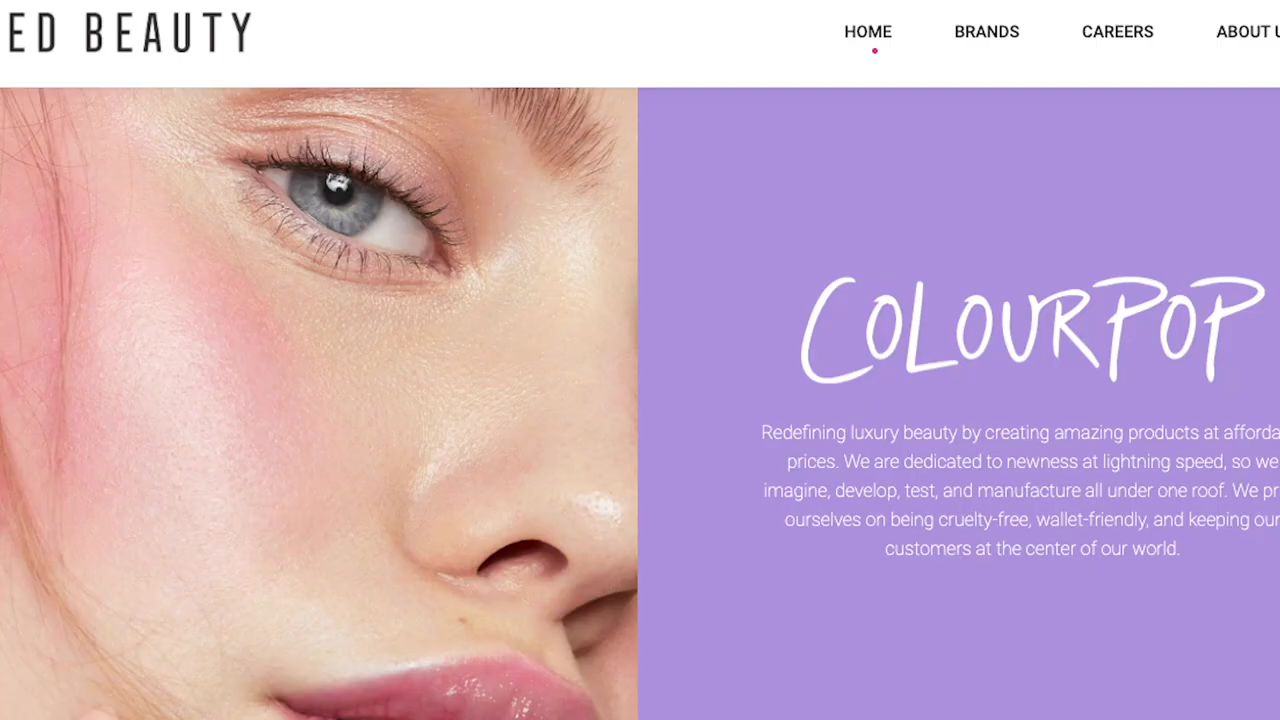 ED BEAUTY
HOME BRANDS CAREERS ABOUT
COLOURPOP
Redefining luxury beauty by creating amazing products at
prices. We are dedicated to newness at lightning speed, so we
imagine, develop, test, and manufacture all under one roof. We
ourselves on being cruelty-free, wallet-friendly, and keeping our
customers at the center of our world.